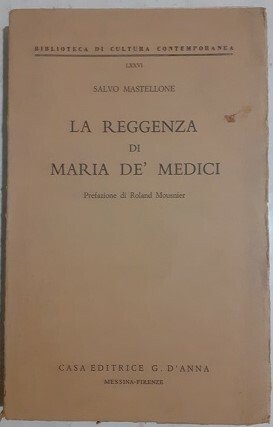 BIBLIOTECA DI CULTURA CONTEMPORANEA
LXXVI
SALVO MASTELLONE
LA REGGENZA
DI
MARIA DE' MEDICI
Prefazione di Roland Mousnier
CASA EDITRICE G. D'ANNA
MESSINA-FIRENZE